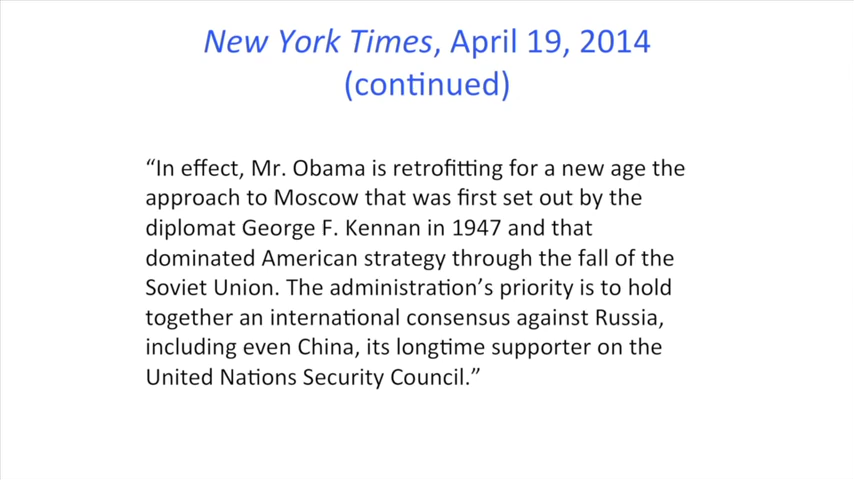 New York Times, April 19, 2014
(continued)
“In effect, Mr. Obama is retrofitting for a new age the
approach to Moscow that was first set out by the
diplomat George F. Kennan in 1947 and that
dominated American strategy through the fall of the
Soviet Union. The administration’s priority is to hold
together an international consensus against Russia,
including even China, its longtime supporter on the
United Nations Security Council.”